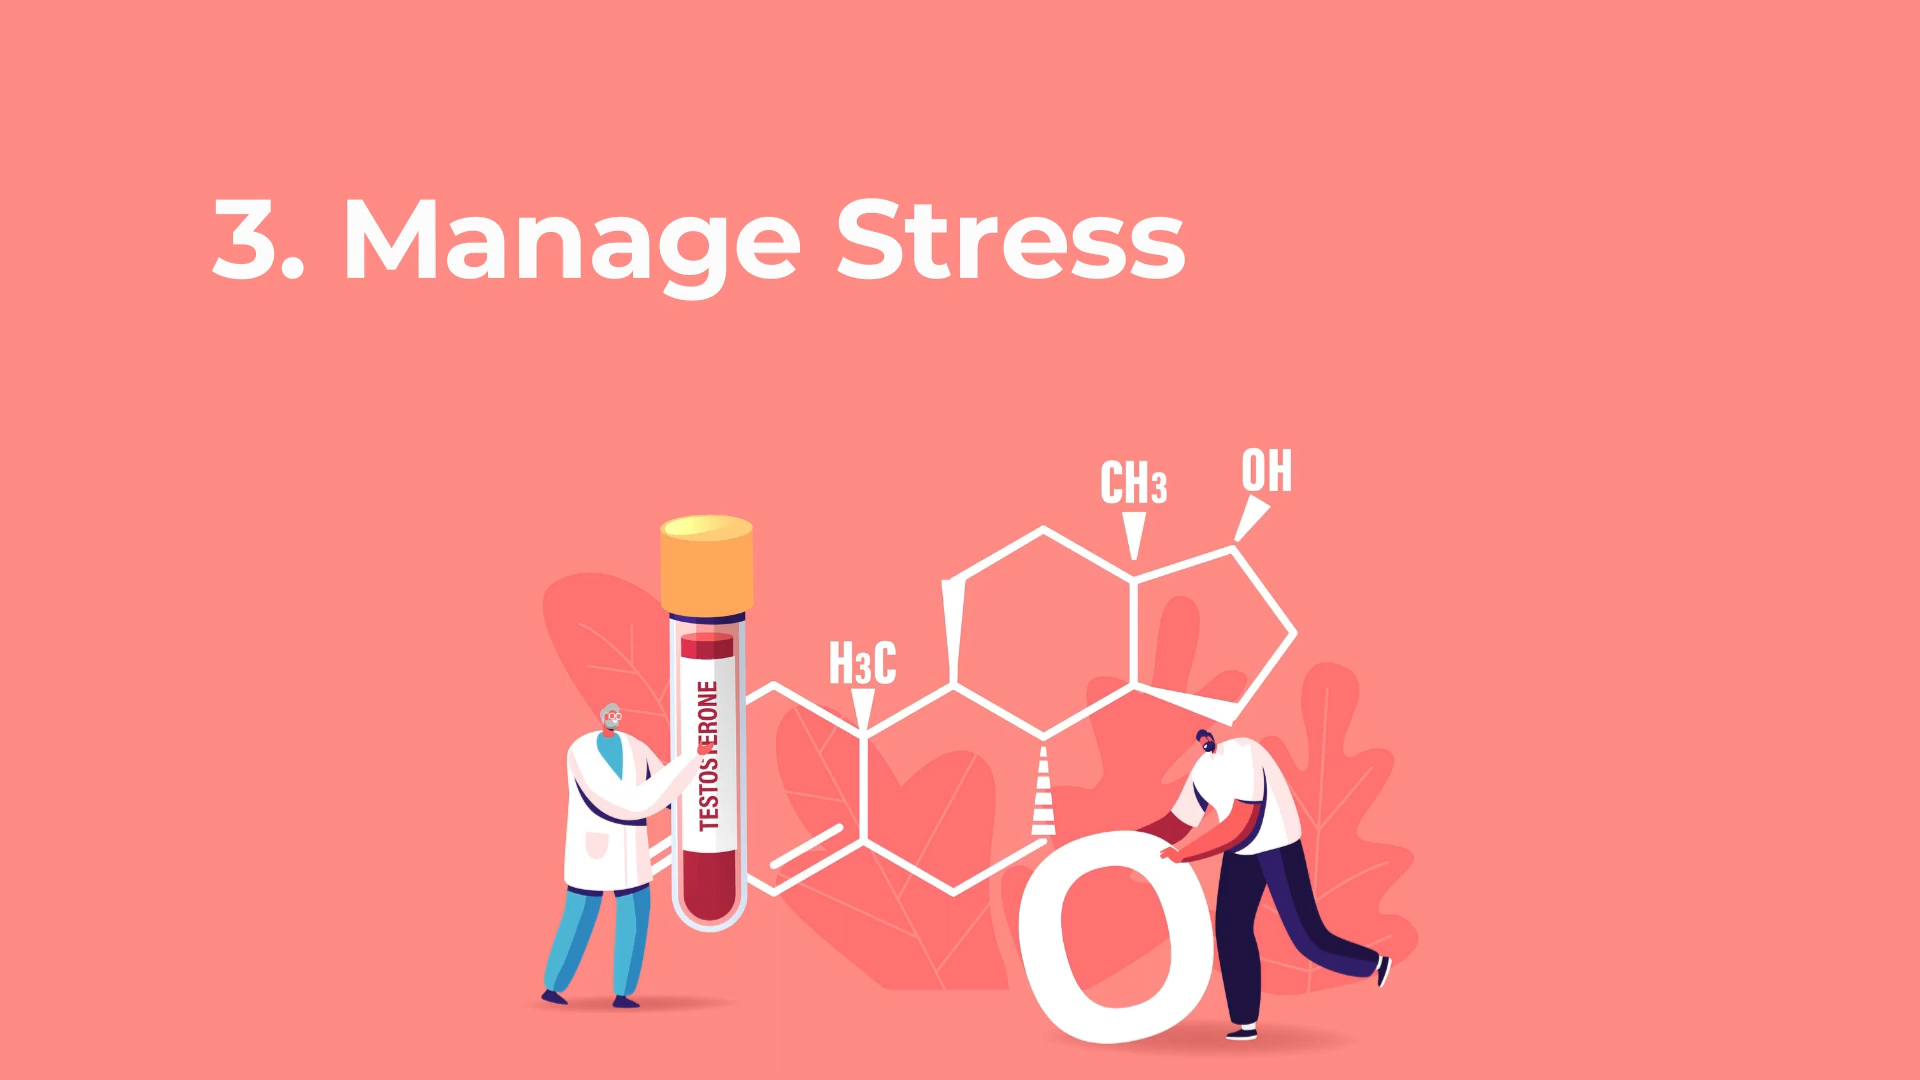 3. Manage Stress
CH3
OH
H3C
TESTOSTERONE
O